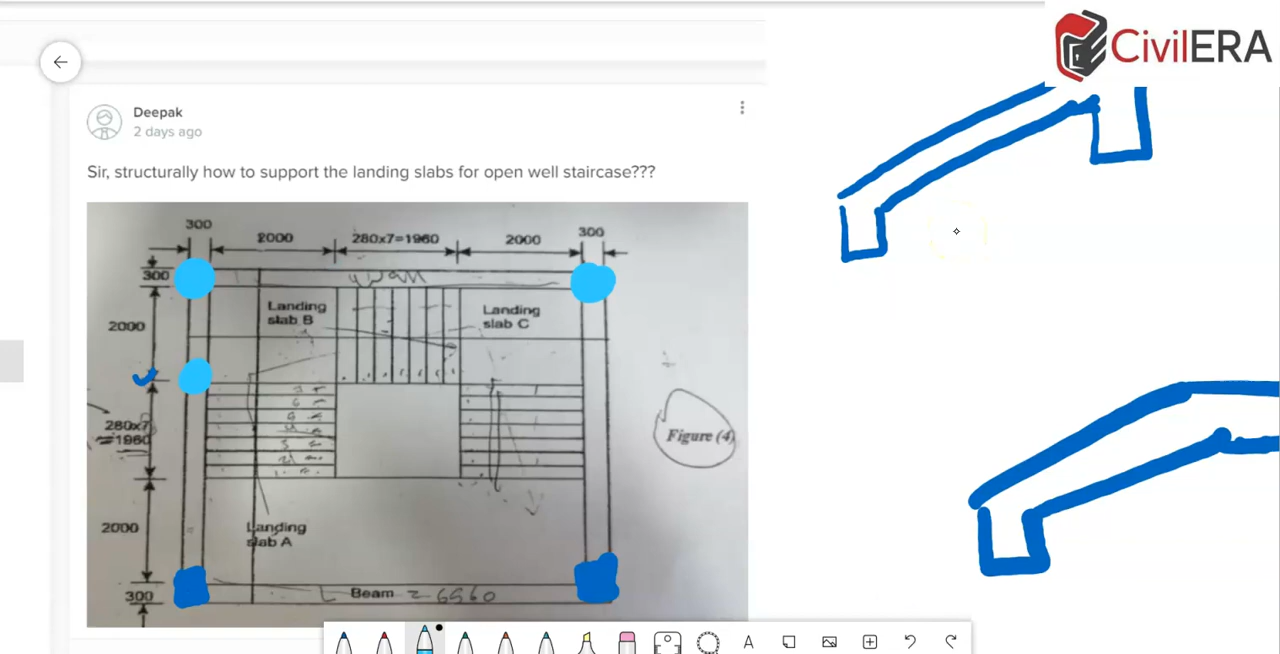 CivilERA
Deepak
2 days ago
Sir, structurally how to support the landing slabs for open well staircase???
300
2000
280x7=1960
2000
300
300
Landing
slab B
Landing
slab C
2000
280x7
=1960
Figure (4)
2000
Landing
slab A
300
Beam = 6560
A